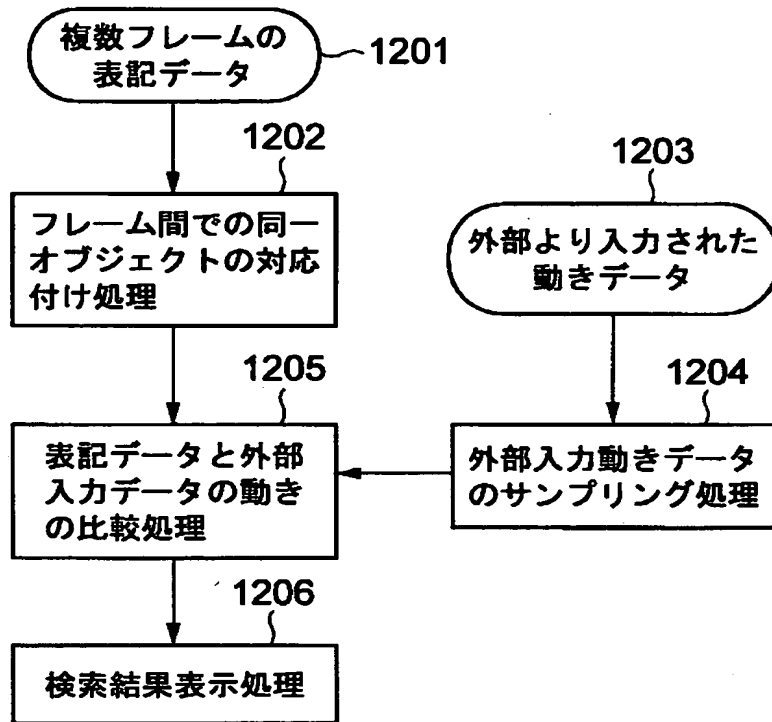 複数フレームの
表記データ
1201
1202
フレーム間での同一
オブジェクトの対応
付け処理
1203
外部より入力された
動きデータ
1204
外部入力動きデータ
のサンプリング処理
1205
表記データと外部
入力データの動き
の比較処理
1206
検索結果表示処理